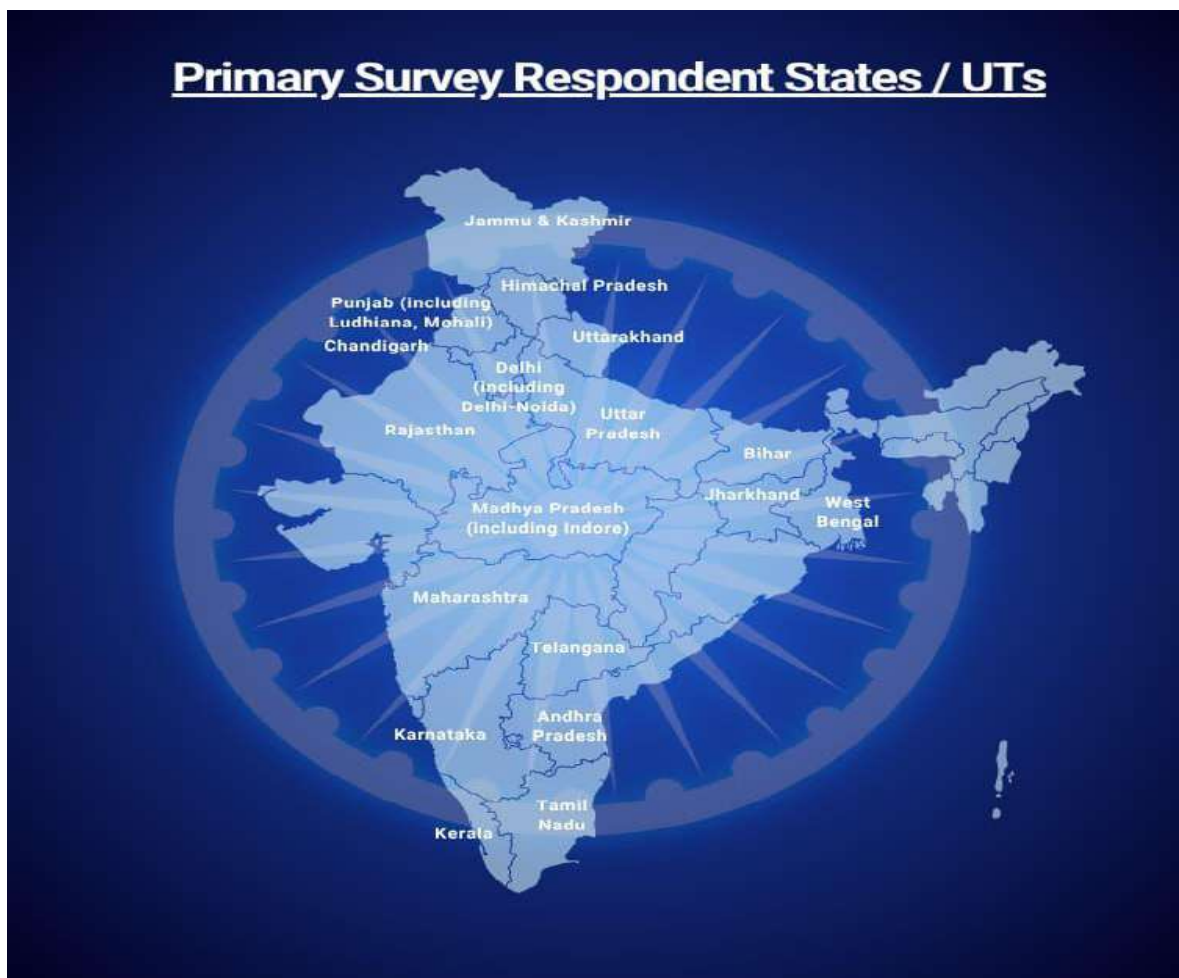 Primary Survey Respondent States / UTs
Jammu & Kashmir
Himachal Pradesh
Punjab (including
Ludhiana, Mohali)
Uttarakhand
Chandigarh
Delhi
(including
Delhi-Noida)
Uttar
Pradesh
Rajasthan
Bihar
Jharkhand
West
Bengal
Madhya Pradesh
(including Indore)
Maharashtra
Telangana
Andhra
Pradesh
Karnataka
Tamil
Nadu
Kerala